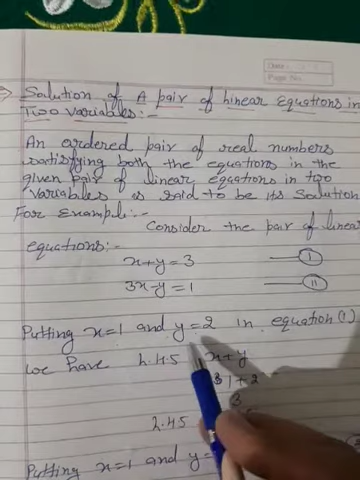 Date:
Page No.
Soalution of A pair of linear Equations in
Two Variables:-
An ordered pair of real numbers
satisfying both the equations in the
given pair of linear equations in two
Variables is said to be its Solution
For Example:-
Consider the pair of linear
equations:-
x+y=3 (I)
3x-y=1 (II)
Putting x=1 and y=2 in equation (1)
We have L.H.S x+y
1+2
3
L.H.S
Putting x=1 and y=